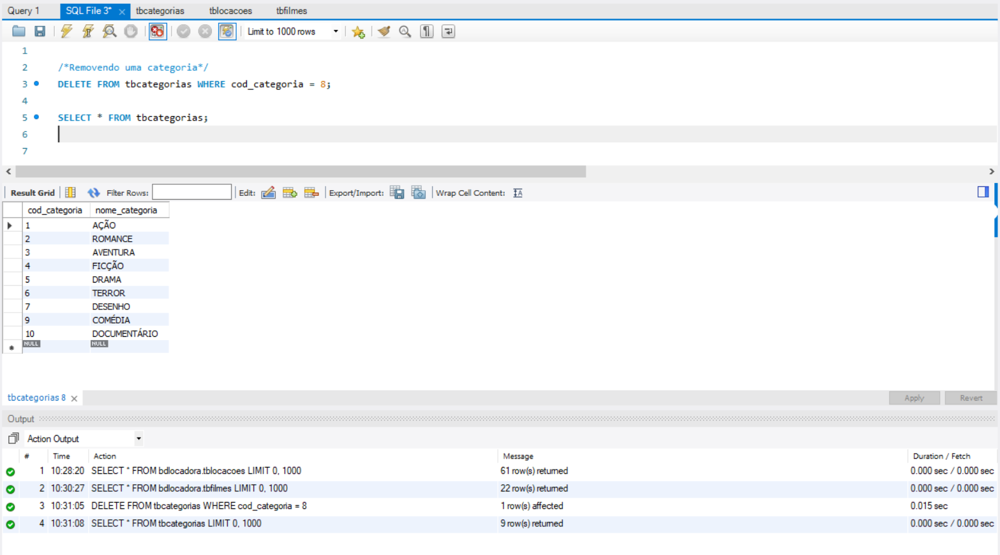 Query 1 SQL File 3* tbcategorias tblocacoes tbfilmes
Limit to 1000 rows
1
2 /*Removendo uma categoria*/
3 DELETE FROM tbcategorias WHERE cod_categoria = 8;
4
5 SELECT * FROM tbcategorias;
6
7
Result Grid Filter Rows: Edit: Export/Import: Wrap Cell Content:
cod_categoria nome_categoria
1 AÇÃO
2 ROMANCE
3 AVENTURA
4 FICÇÃO
5 DRAMA
6 TERROR
7 DESENHO
9 COMÉDIA
10 DOCUMENTÁRIO
NULL NULL
tbcategorias 8 Apply Revert
Output
Action Output
# Time Action Message Duration / Fetch
1 10:28:20 SELECT * FROM bdlocadora.tblocacoes LIMIT 0, 1000 61 row(s) returned 0.000 sec / 0.000 sec
2 10:30:27 SELECT * FROM bdlocadora.tbfilmes LIMIT 0, 1000 22 row(s) returned 0.000 sec / 0.000 sec
3 10:31:05 DELETE FROM tbcategorias WHERE cod_categoria = 8 1 row(s) affected 0.015 sec
4 10:31:08 SELECT * FROM tbcategorias LIMIT 0, 1000 9 row(s) returned 0.000 sec / 0.000 sec